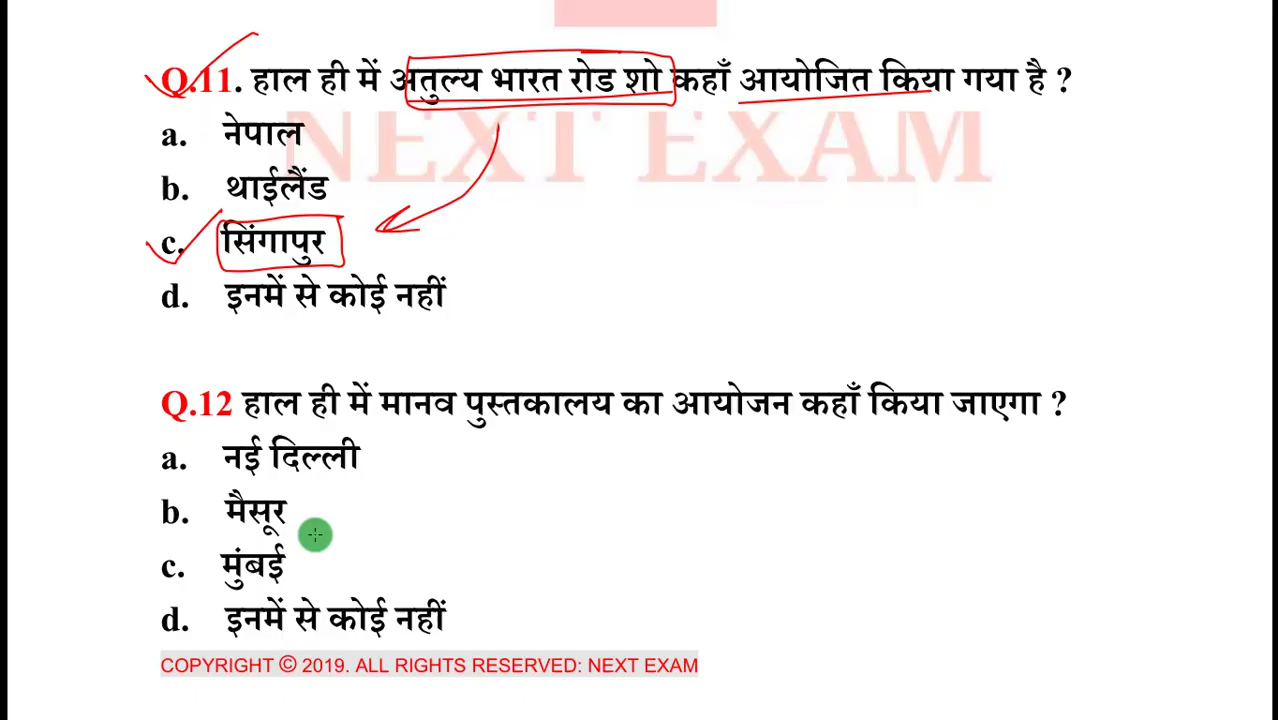 Q.11. हाल ही में अतुल्य भारत रोड शो कहाँ आयोजित किया गया है ?
a. नेपाल
NEXT EXAM
b. थाईलैंड
c. सिंगापुर
d. इनमें से कोई नहीं
Q.12 हाल ही में मानव पुस्तकालय का आयोजन कहाँ किया जाएगा ?
a. नई दिल्ली
b. मैसूर
c. मुंबई
d. इनमें से कोई नहीं
COPYRIGHT © 2019. ALL RIGHTS RESERVED: NEXT EXAM